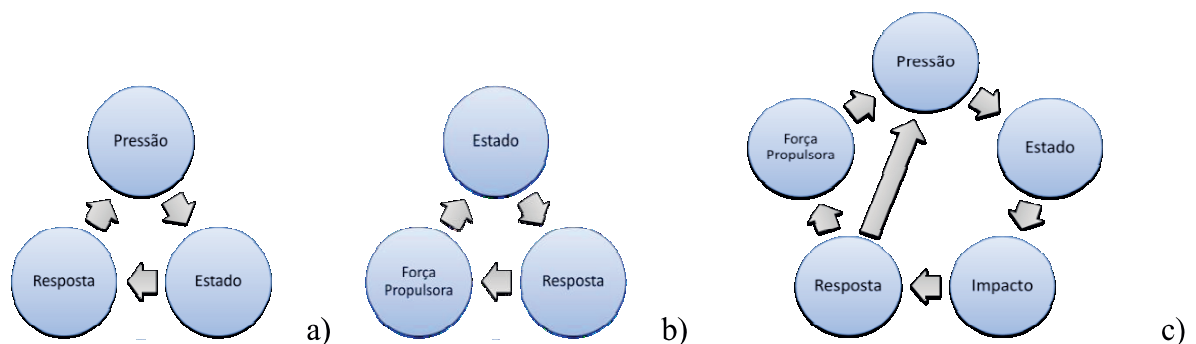 Pressão
Resposta
Estado
a)
Estado
Força
Propulsora
Resposta
b)
Pressão
Força
Propulsora
Estado
Resposta
Impacto
c)